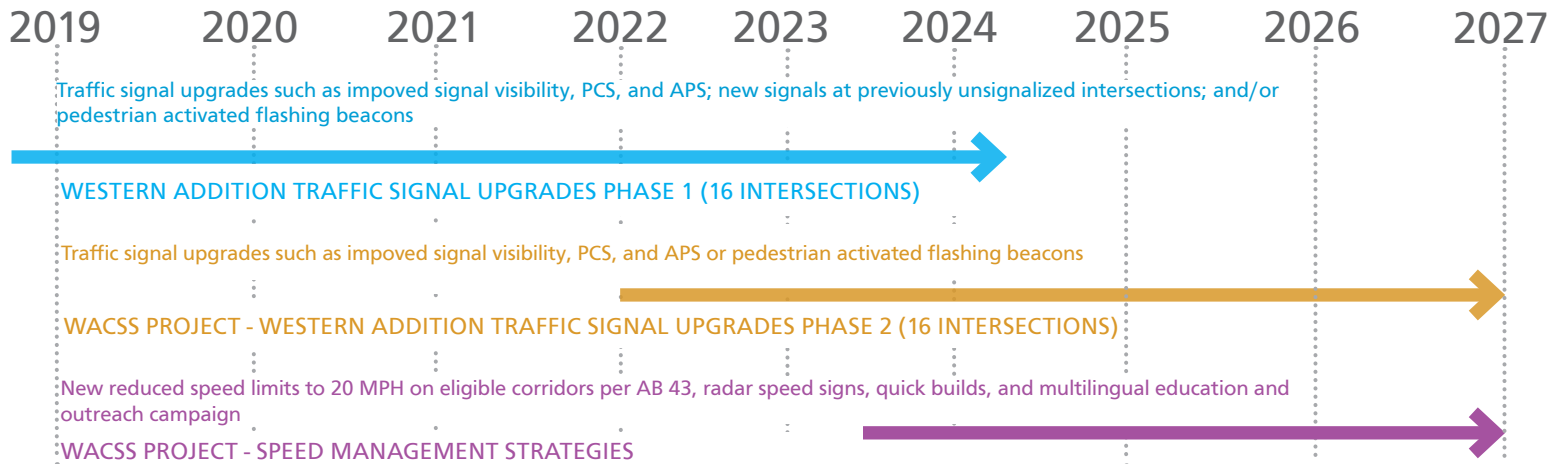 2019 2020 2021 2022 2023 2024 2025 2026 2027
Traffic signal upgrades such as impoved signal visibility, PCS, and APS; new signals at previously unsignalized intersections; and/or
pedestrian activated flashing beacons
WESTERN ADDITION TRAFFIC SIGNAL UPGRADES PHASE 1 (16 INTERSECTIONS)
Traffic signal upgrades such as impoved signal visibility, PCS, and APS or pedestrian activated flashing beacons
WACSS PROJECT - WESTERN ADDITION TRAFFIC SIGNAL UPGRADES PHASE 2 (16 INTERSECTIONS)
New reduced speed limits to 20 MPH on eligible corridors per AB 43, radar speed signs, quick builds, and multilingual education and
outreach campaign
WACSS PROJECT - SPEED MANAGEMENT STRATEGIES